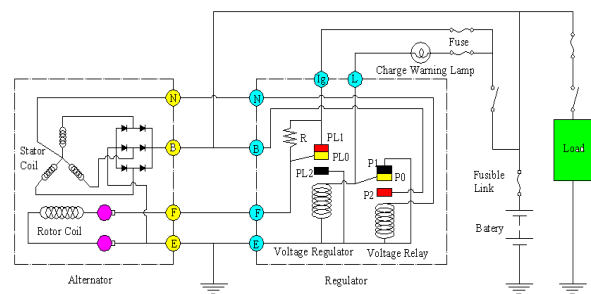 Fuse
Ig
L
Charge Warning Lamp
N
N
R
PL1
PL0
B
B
Stator
Coil
P1
PL2
P0
P2
Load
Fusible
Link
F
F
Rotor Coil
Batery
E
E
Voltage Regulator
Voltage Relay
Alternator
Regulator